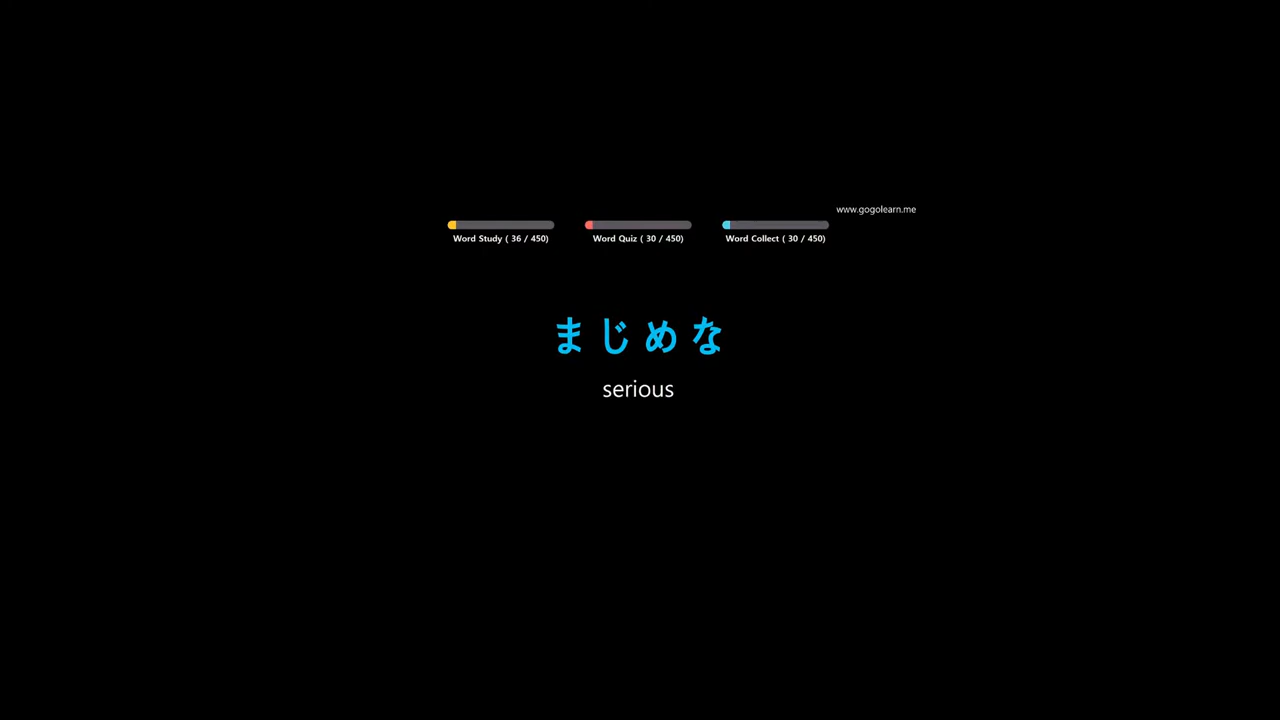 www.gogolearn.me
Word Study ( 36 / 450)
Word Quiz ( 30 / 450)
Word Collect ( 30 / 450)
まじめな
serious